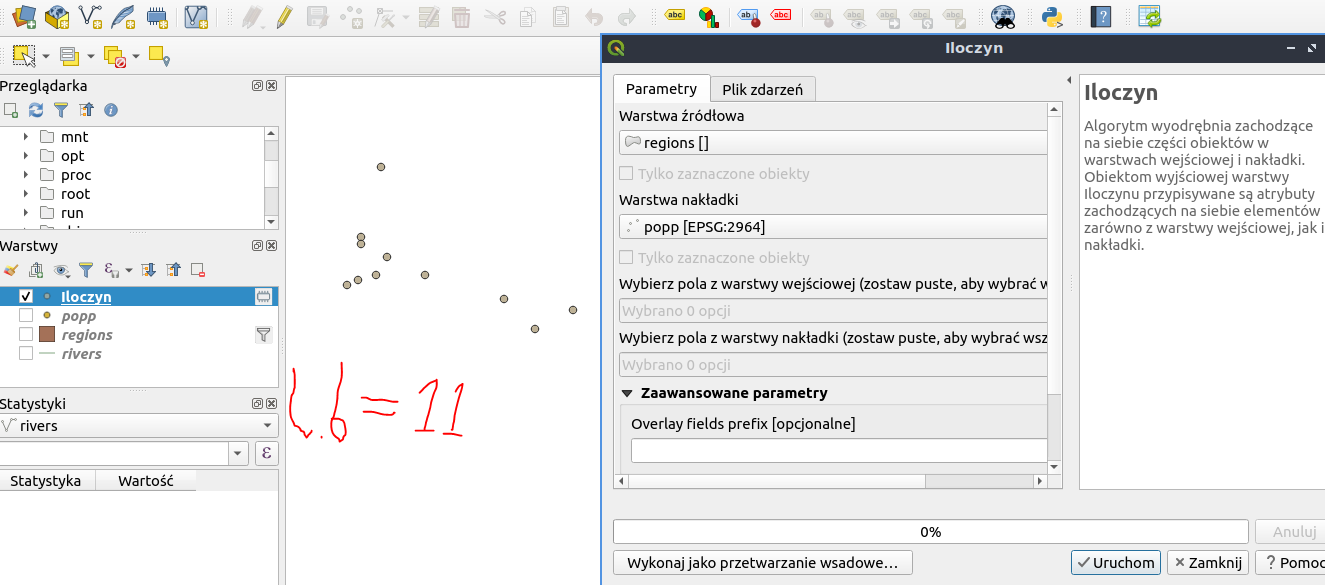 abc
abc
abc
abc
Iloczyn
Przeglądarka
mnt
opt
proc
root
run
Warstwy
Iloczyn
popp
regions
rivers
Statystyki
rivers
ε
Statystyka Wartość
L.b = 11
Parametry Plik zdarzeń
Warstwa źródłowa
regions []
Tylko zaznaczone obiekty
Warstwa nakładki
popp [EPSG:2964]
Tylko zaznaczone obiekty
Wybierz pola z warstwy wejściowej (zostaw puste, aby wybrać w
Wybrano 0 opcji
Wybierz pola z warstwy nakładki (zostaw puste, aby wybrać wsz
Wybrano 0 opcji
Zaawansowane parametry
Overlay fields prefix [opcjonalne]
Iloczyn
Algorytm wyodrębnia zachodzące
na siebie części obiektów w
warstwach wejściowej i nakładki.
Obiektom wyjściowej warstwy
Iloczynu przypisywane są atrybuty
zachodzących na siebie elementów
zarówno z warstwy wejściowej, jak i
nakładki.
0%
Anuluj
Wykonaj jako przetwarzanie wsadowe…
Uruchom
Zamknij
? Pomoc